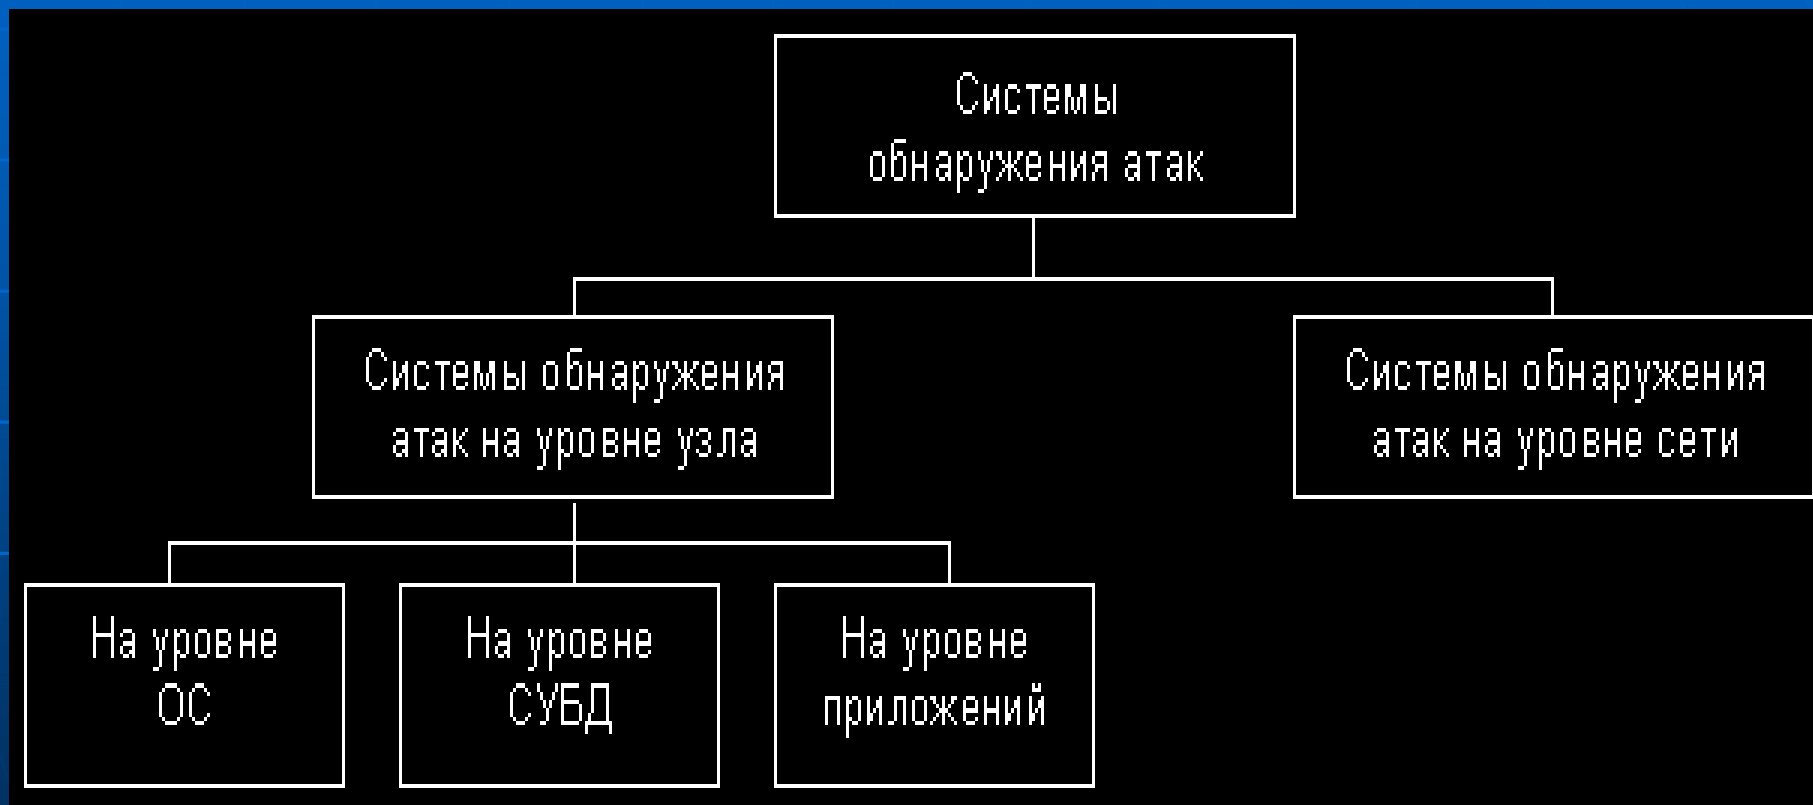 Системы
обнаружения атак
Системы обнаружения
атак на уровне узла
Системы обнаружения
атак на уровне сети
На уровне
ОС
На уровне
СУБД
На уровне
приложений